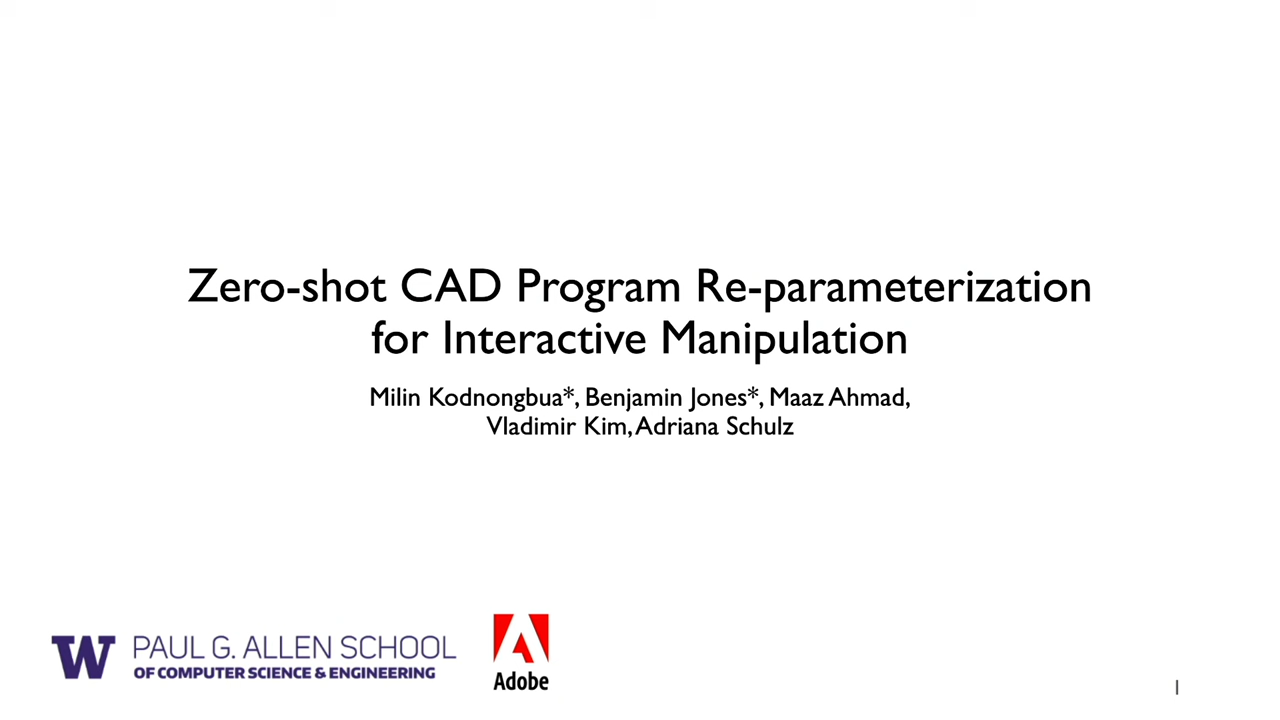 Zero-shot CAD Program Re-parameterization
for Interactive Manipulation
Milin Kodnongbua*, Benjamin Jones*, Maaz Ahmad,
Vladimir Kim, Adriana Schulz
W PAUL G. ALLEN SCHOOL
OF COMPUTER SCIENCE & ENGINEERING
Adobe
1